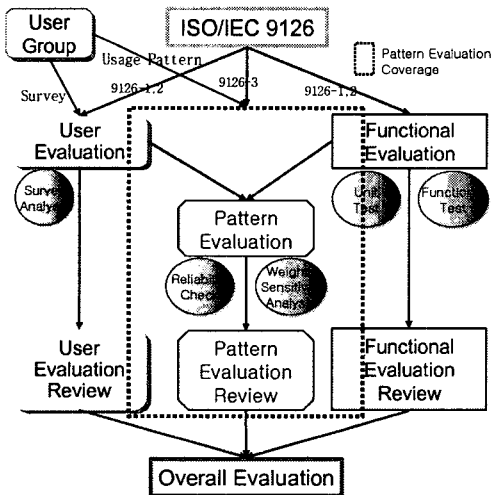 User
Group
ISO/IEC 9126
Pattern Evaluation
Coverage
Usage Pattern
Survey
9126-1,2
9126-3
9126-1,2
User
Evaluation
Functional
Evaluation
Pattern
Evaluation
Unit
Test
Test
Check
User
Evaluation
Review
Pattern
Evaluation
Review
Functional
Evaluation
Review
Overall Evaluation